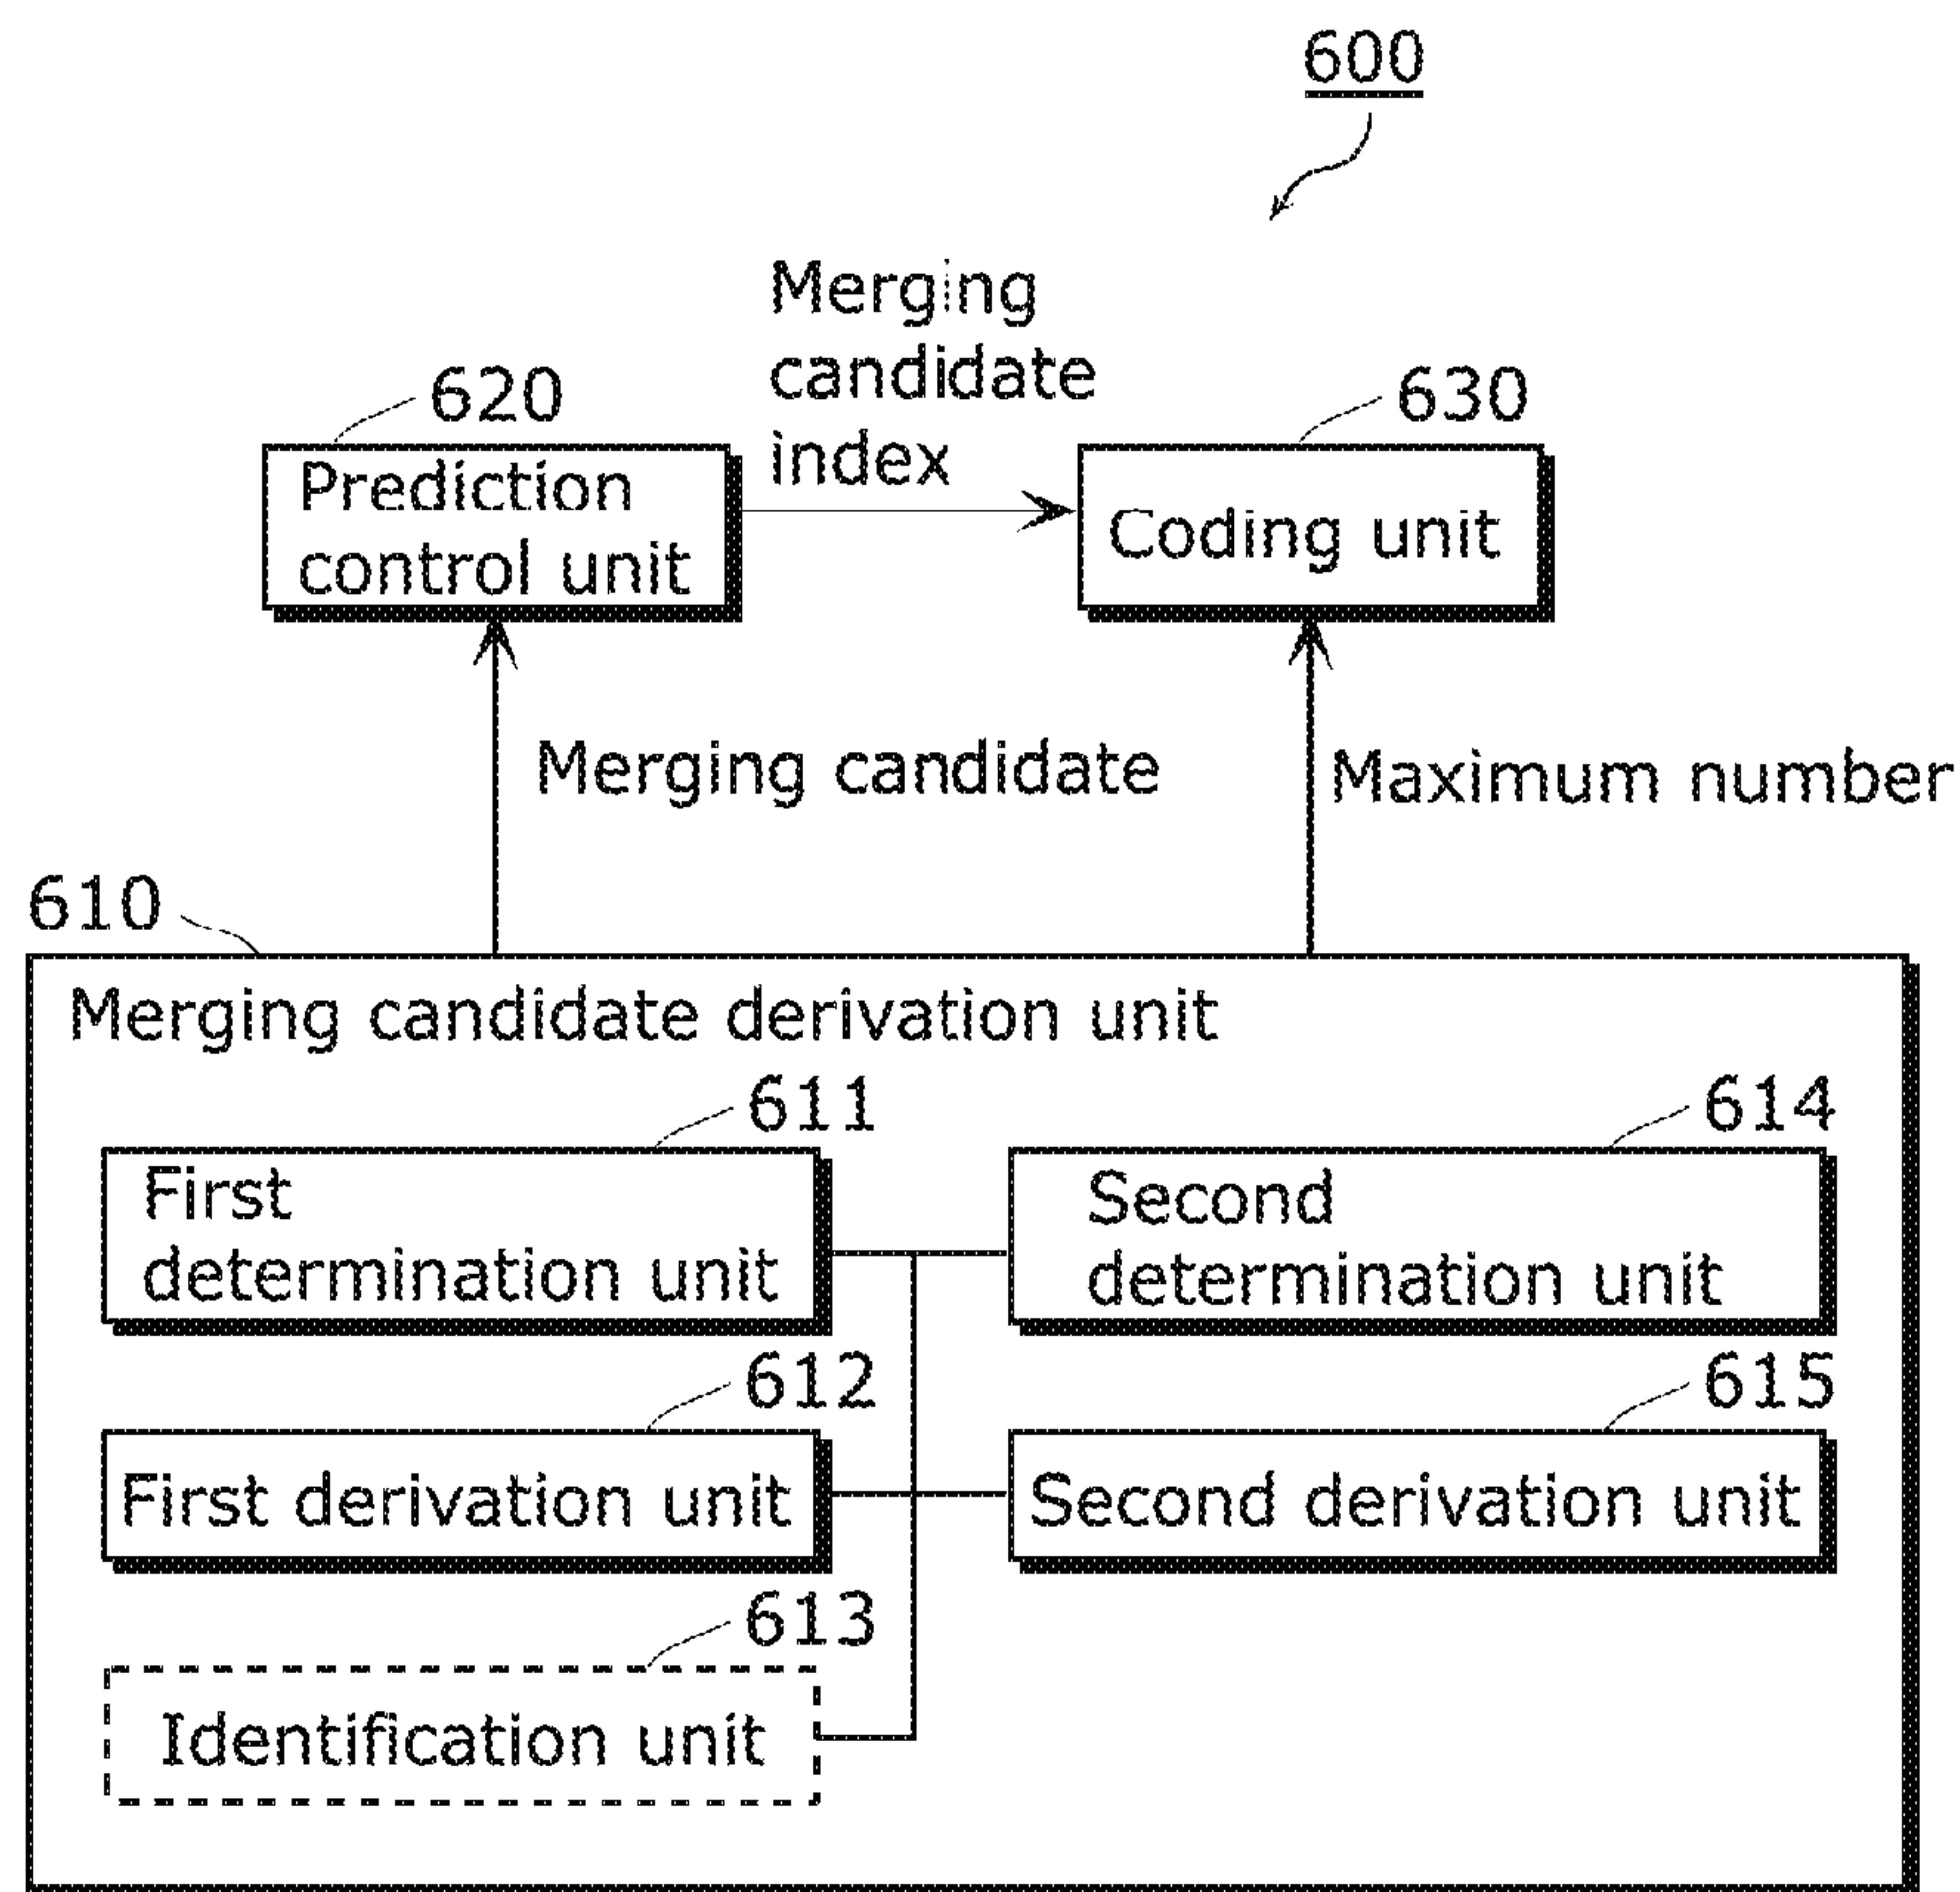 600
Merging
candidate
index
620
630
Prediction
control unit
Coding unit
Merging candidate
Maximum number
610
Merging candidate derivation unit
611
614
First
determination unit
Second
determination unit
612
615
First derivation unit
Second derivation unit
613
Identification unit